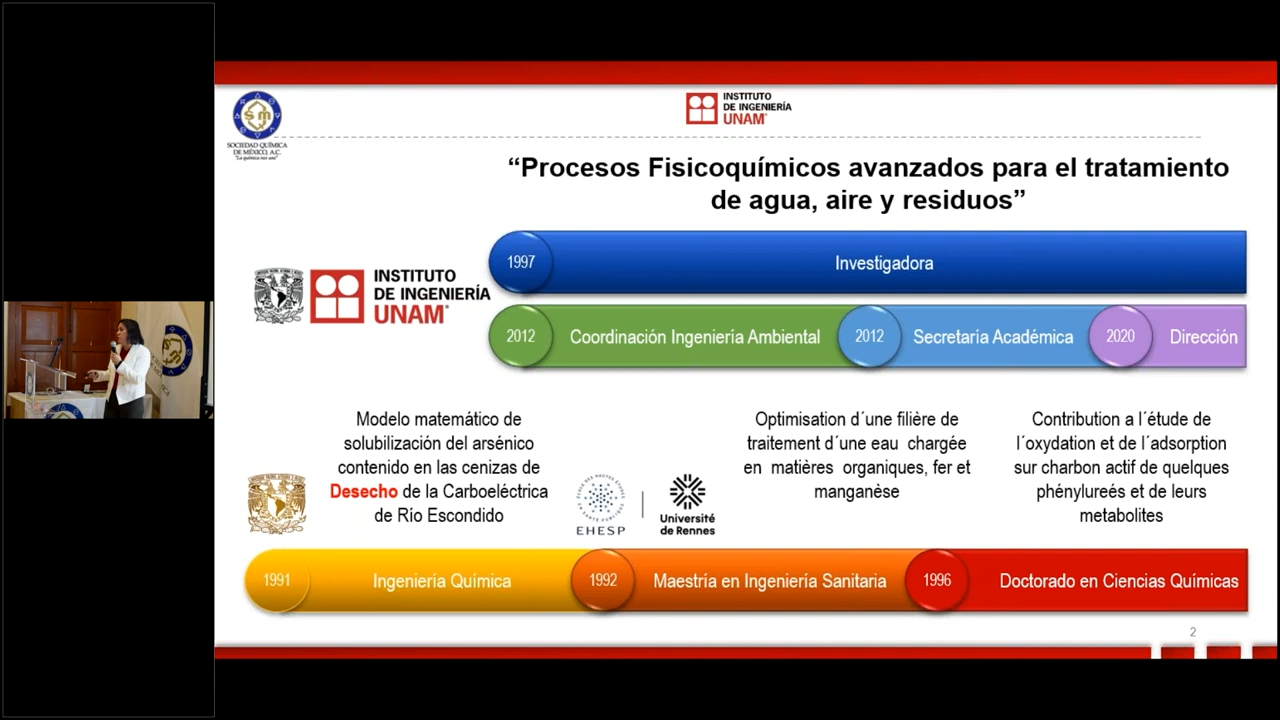 SOCIEDAD QUÍMICA
DE MÉXICO, A.C.
"La química nos une"
INSTITUTO
DE INGENIERÍA
UNAM
“Procesos Fisicoquímicos avanzados para el tratamiento
de agua, aire y residuos”
INSTITUTO
DE INGENIERÍA
UNAM
1997
Investigadora
2012
Coordinación Ingeniería Ambiental
2012
Secretaría Académica
2020
Dirección
Modelo matemático de
solubilización del arsénico
contenido en las cenizas de
Desecho de la Carboeléctrica
de Río Escondido
EHESP
Université
de Rennes
Optimisation d´une filière de
traitement d´une eau chargée
en matières organiques, fer et
manganèse
Contribution a l´étude de
l´oxydation et de l´adsorption
sur charbon actif de quelques
phénylureés et de leurs
metabolites
1991
Ingeniería Química
1992
Maestría en Ingeniería Sanitaria
1996
Doctorado en Ciencias Químicas
2